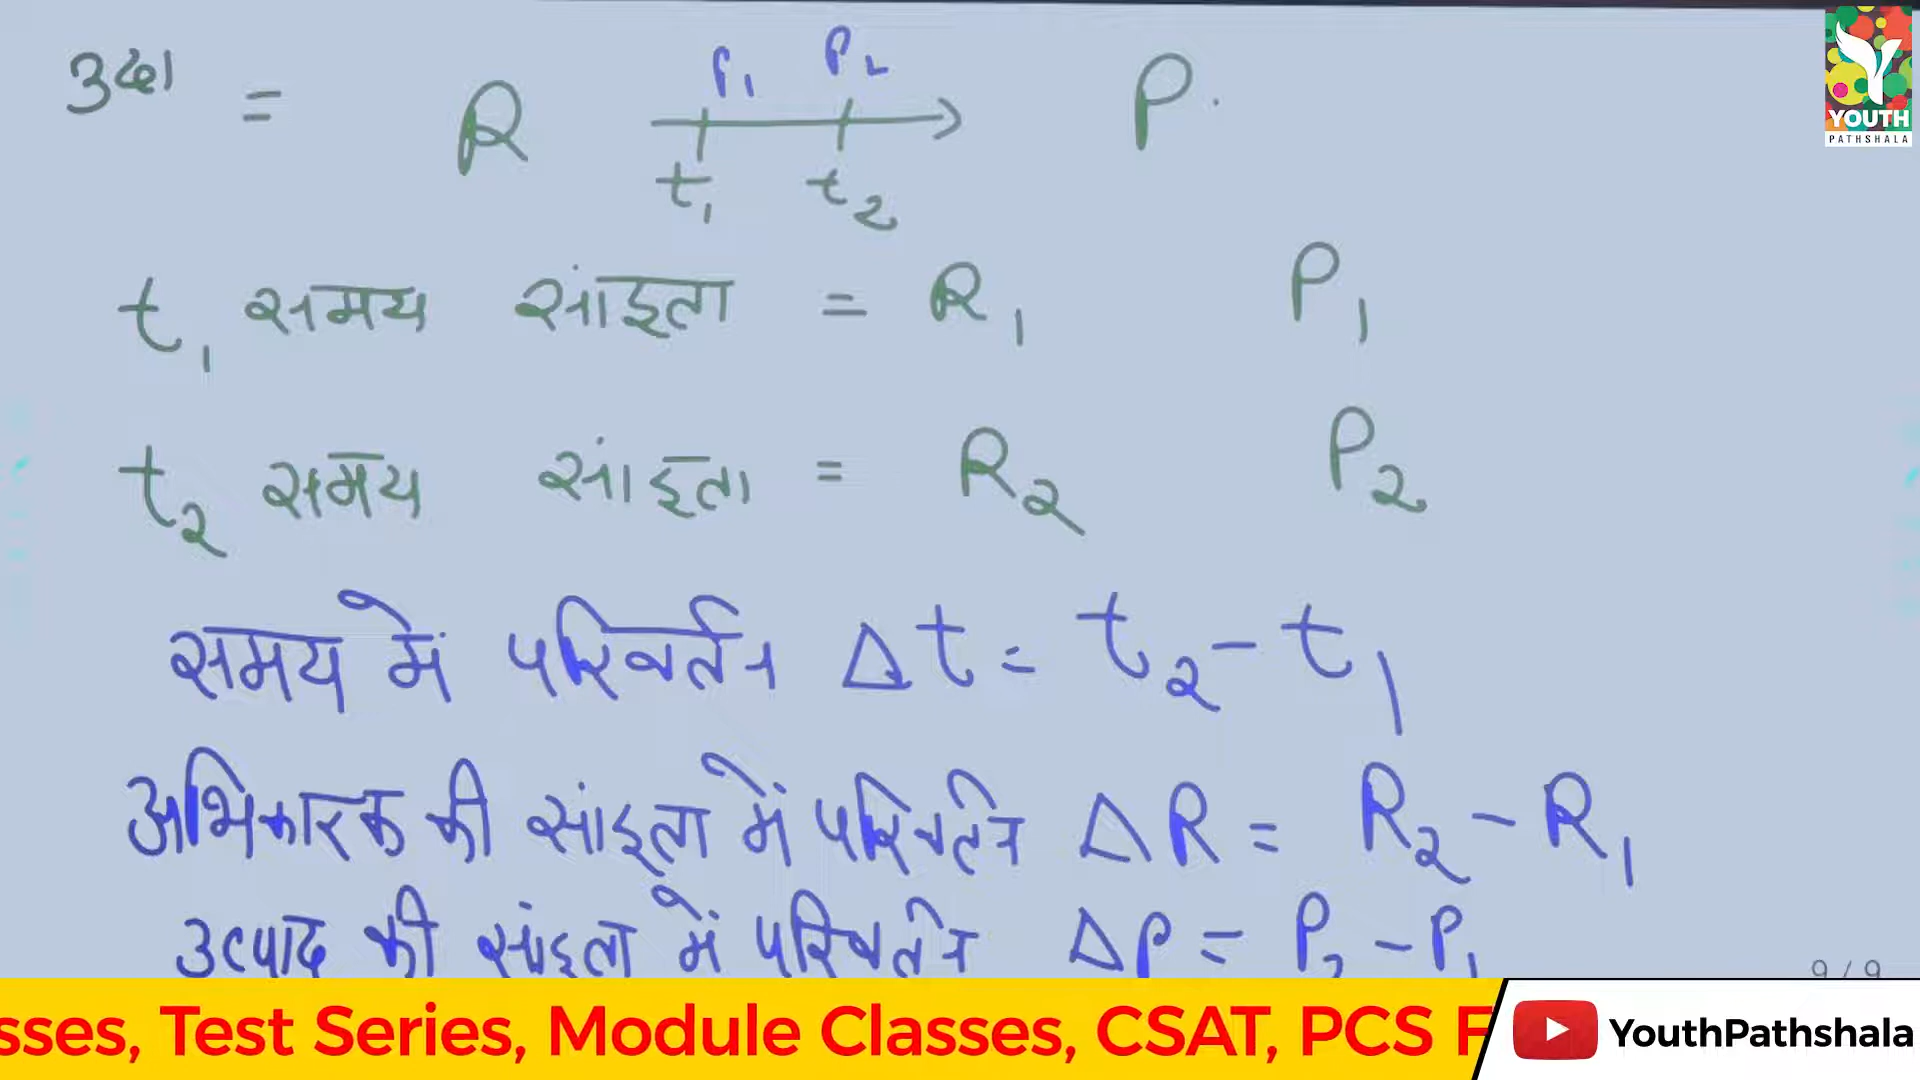 उदा = R P₁ P₂ P.
t₁ t₂
t₁ समय सांद्रता = R₁ P₁
t₂ समय सांद्रता = R₂ P₂
समय में परिवर्तन Δt = t₂ - t₁
अभिकारक की सांद्रता में परिवर्तन ΔR = R₂ - R₁
उत्पाद की सांद्रता में परिवर्तन ΔP = P₂ - P₁
9/9
YOUTH
PATHSHALA
sses, Test Series, Module Classes, CSAT, PCS F
YouthPathshala